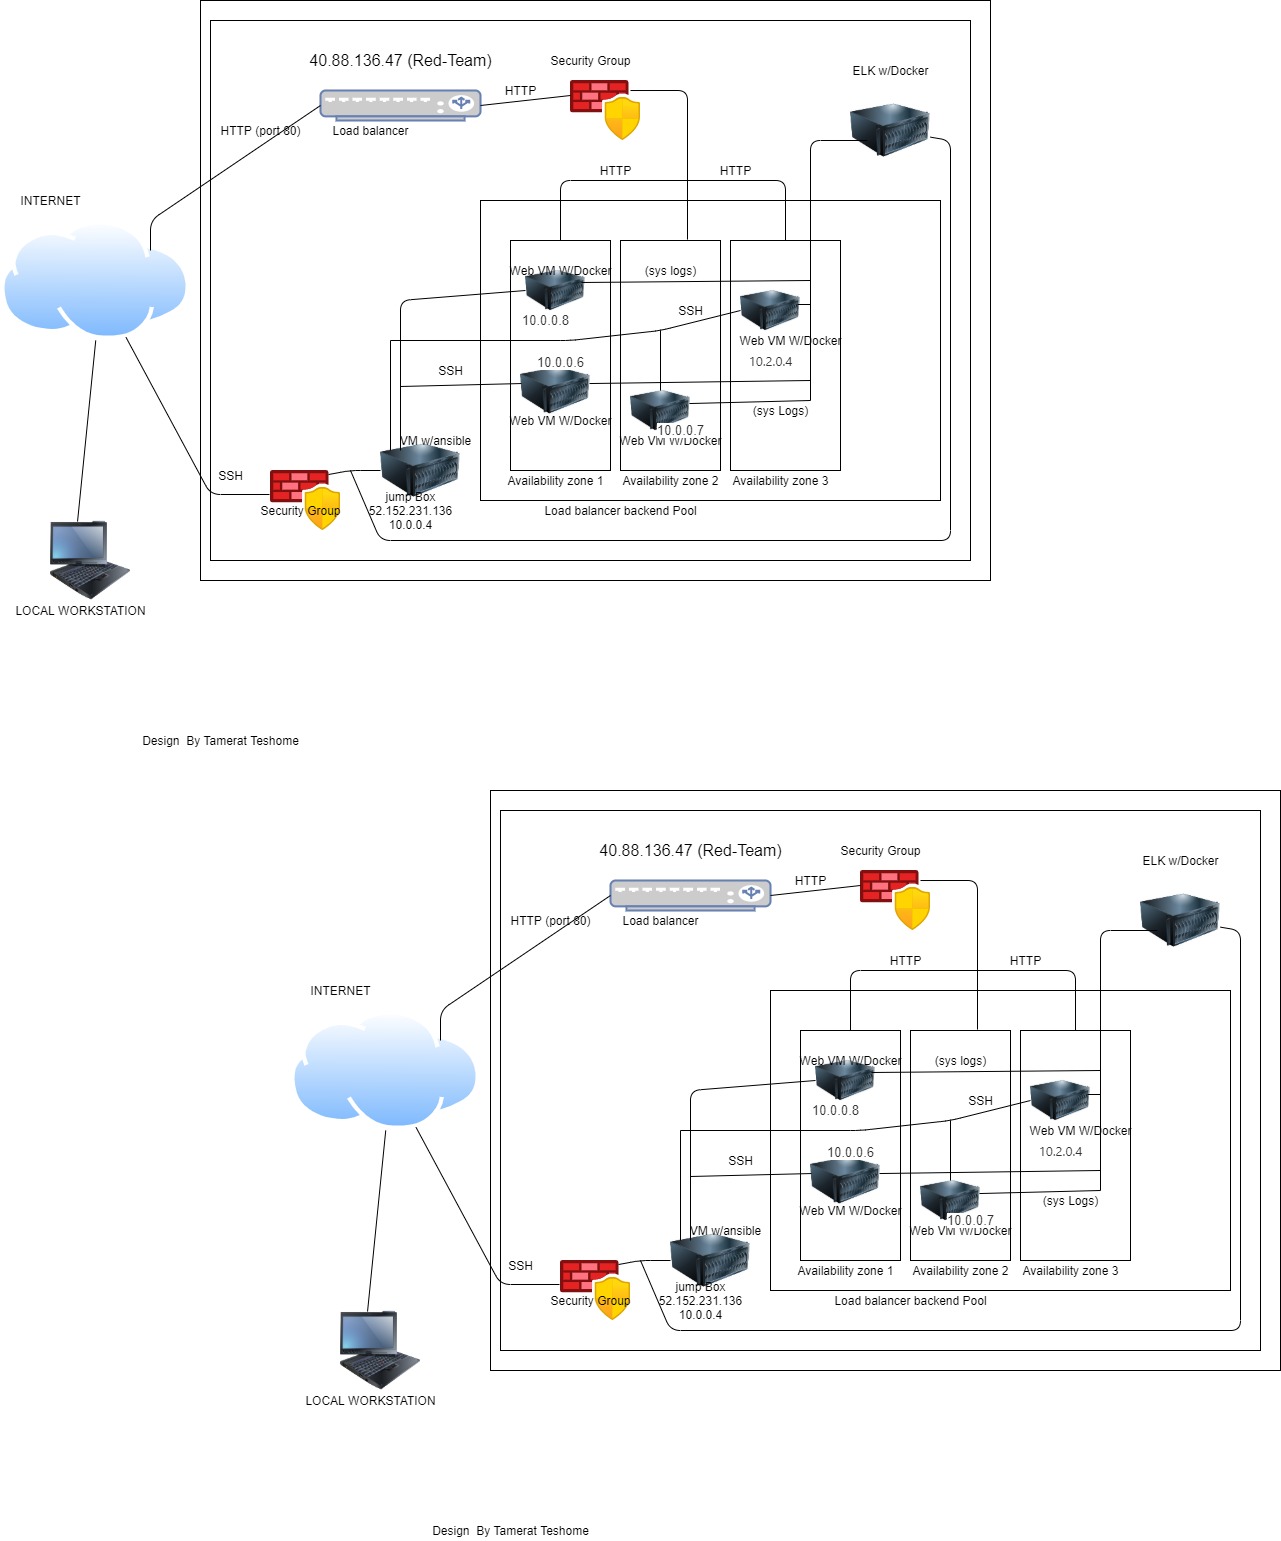 40.88.136.47 (Red-Team)
Security Group
ELK w/Docker
HTTP
HTTP (port 80)
Load balancer
HTTP
HTTP
INTERNET
Web VM W/Docker
(sys logs)
10.0.0.8
SSH
Web VM W/Docker
10.0.0.6
10.2.0.4
SSH
(sys Logs)
Web VM W/Docker
10.0.0.7
Web VM W/Docker
VM w/ansible
SSH
Availability zone 1
Availability zone 2
Availability zone 3
jump Box
52.152.231.136
10.0.0.4
Security Group
Load balancer backend Pool
LOCAL WORKSTATION
Design By Tamerat Teshome
40.88.136.47 (Red-Team)
Security Group
ELK w/Docker
HTTP
HTTP (port 80)
Load balancer
HTTP
HTTP
INTERNET
Web VM W/Docker
(sys logs)
10.0.0.8
SSH
Web VM W/Docker
10.0.0.6
10.2.0.4
SSH
(sys Logs)
Web VM W/Docker
10.0.0.7
Web VM W/Docker
VM w/ansible
SSH
Availability zone 1
Availability zone 2
Availability zone 3
jump Box
52.152.231.136
10.0.0.4
Security Group
Load balancer backend Pool
LOCAL WORKSTATION
Design By Tamerat Teshome